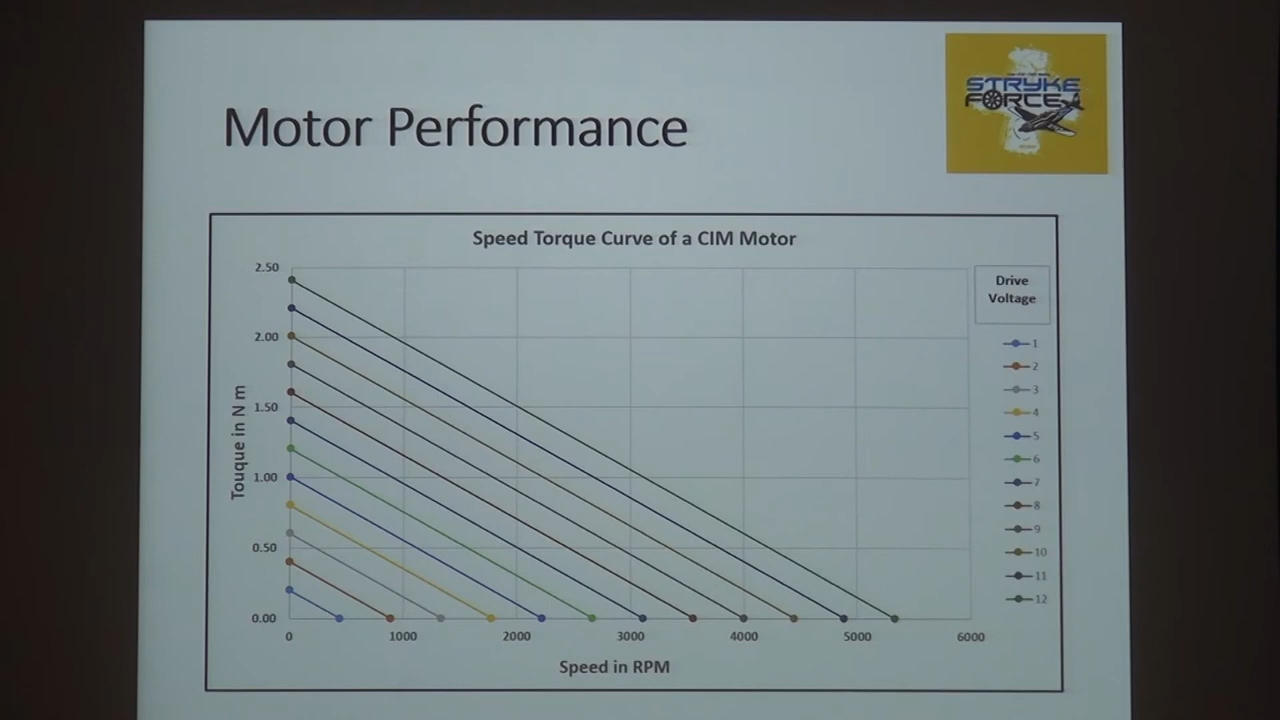 Motor Performance
STRYKE
FORCE
Speed Torque Curve of a CIM Motor
2.50
2.00
1.50
1.00
0.50
0.00
Touque in N m
0 1000 2000 3000 4000 5000 6000
Speed in RPM
Drive
Voltage
1
2
3
4
5
6
7
8
9
10
11
12